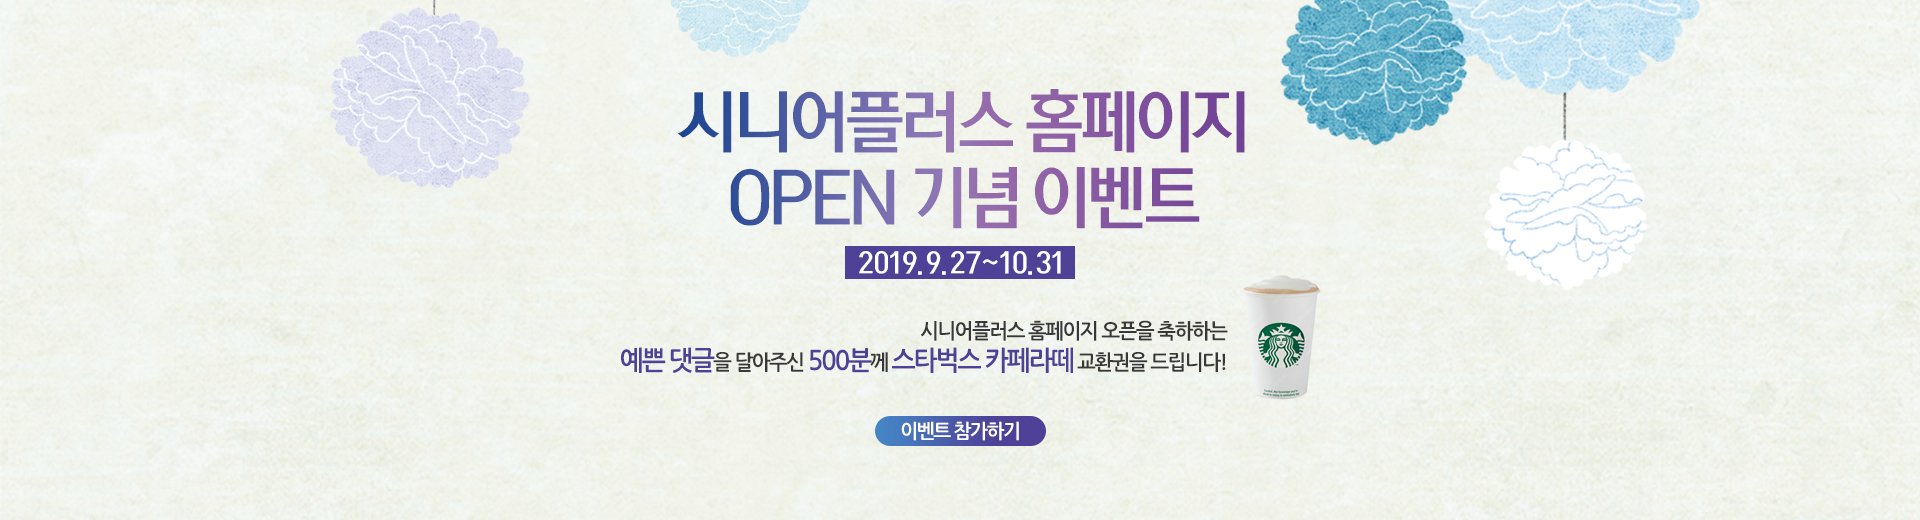 시니어플러스 홈페이지
OPEN 기념 이벤트
2019.9.27~10.31
시니어플러스 홈페이지 오픈을 축하하는
예쁜 댓글을 달아주신 500분께 스타벅스 카페라떼 교환권을 드립니다!
이벤트 참가하기